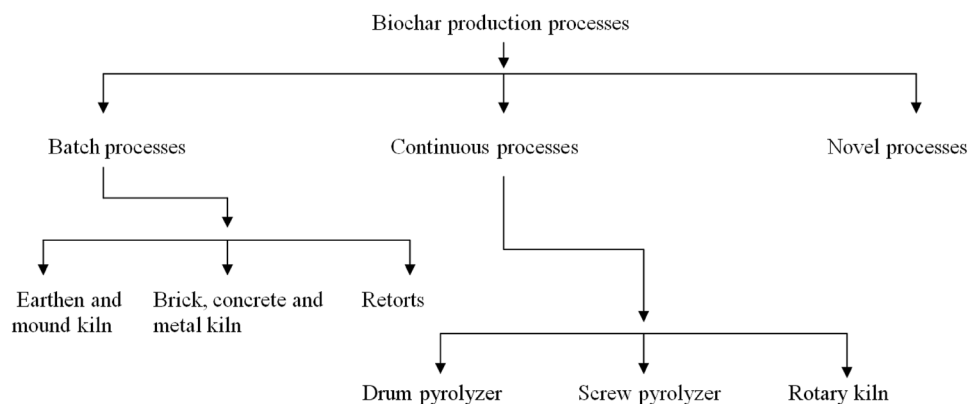 Biochar production processes
Batch processes
Continuous processes
Novel processes
Earthen and
mound kiln
Brick, concrete and
metal kiln
Retorts
Drum pyrolyzer
Screw pyrolyzer
Rotary kiln